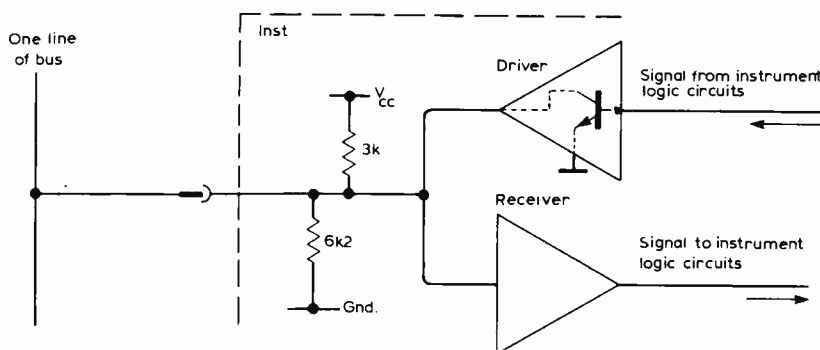 One line
of bus
Inst
Driver
Signal from instrument
logic circuits
Vcc
3k
Receiver
6k2
Signal to instrument
logic circuits
Gnd.